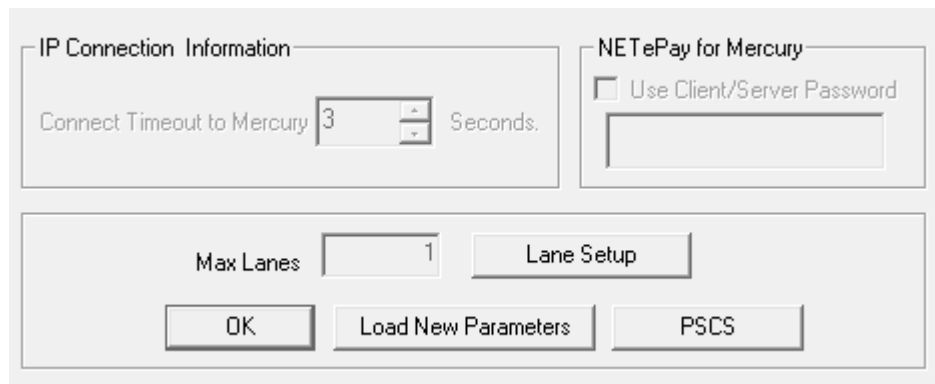 IP Connection Information
Connect Timeout to Mercury 3 Seconds.
NETePay for Mercury
Use Client/Server Password
Max Lanes 1 Lane Setup
OK Load New Parameters PSCS